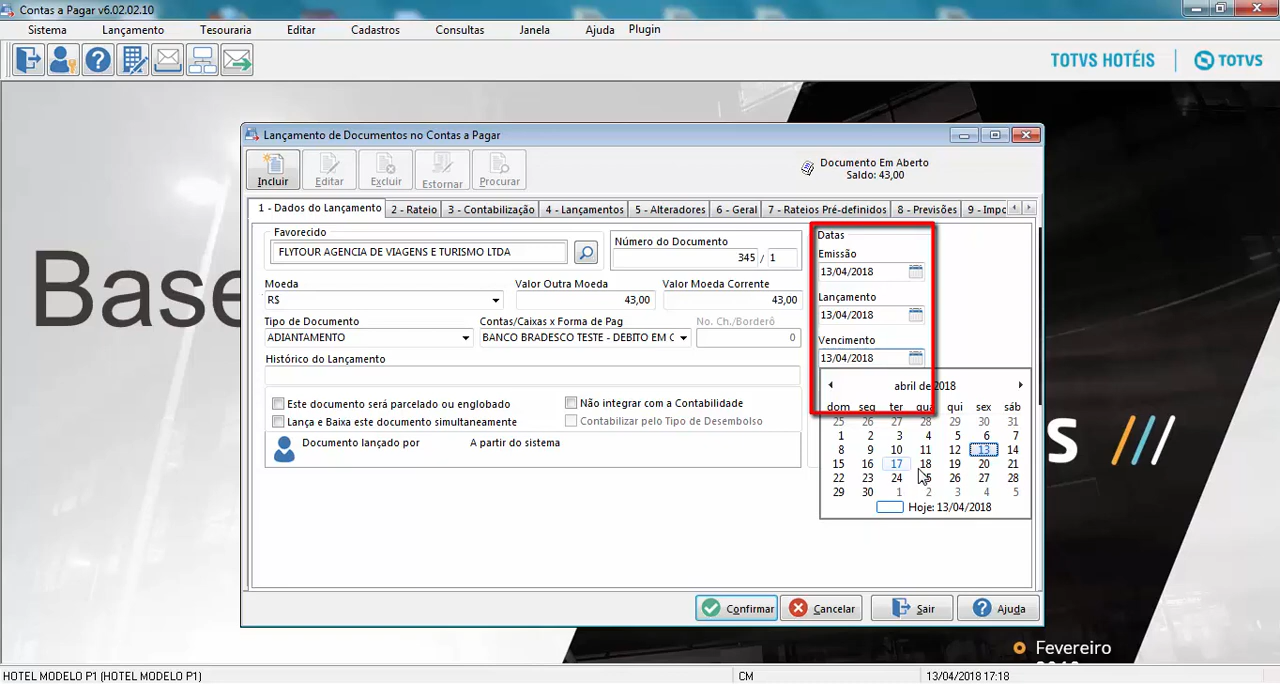 Contas a Pagar v6.02.02.10
Sistema Lançamento Tesouraria Editar Cadastros Consultas Janela Ajuda Plugin
TOTVS HOTÉIS TOTVS
Base
S
Lançamento de Documentos no Contas a Pagar
Incluir Editar Excluir Estornar Procurar
Documento Em Aberto
Saldo: 43,00
1 - Dados do Lançamento 2 - Rateio 3 - Contabilização 4 - Lançamentos 5 - Alteradores 6 - Geral 7 - Rateios Pré-definidos 8 - Previsões 9 - Impc
Favorecido
FLYTOUR AGENCIA DE VIAGENS E TURISMO LTDA
Número do Documento
345 / 1
Moeda Valor Outra Moeda Valor Moeda Corrente
R$ 43,00 43,00
Tipo de Documento Contas/Caixas x Forma de Pag No. Ch./Borderô
ADIANTAMENTO BANCO BRADESCO TESTE - DEBITO EM C 0
Histórico do Lançamento
Este documento será parcelado ou englobado Não integrar com a Contabilidade
Lança e Baixa este documento simultaneamente Contabilizar pelo Tipo de Desembolso
Documento lançado por A partir do sistema
Datas
Emissão
13/04/2018
Lançamento
13/04/2018
Vencimento
13/04/2018
abril de 2018
dom seg ter qua qui sex sáb
25 26 27 28 29 30 31
1 2 3 4 5 6 7
8 9 10 11 12 13 14
15 16 17 18 19 20 21
22 23 24 25 26 27 28
29 30 1 2 3 4 5
Hoje: 13/04/2018
Confirmar Cancelar Sair Ajuda
Fevereiro
HOTEL MODELO P1 (HOTEL MODELO P1) CM 13/04/2018 17:18